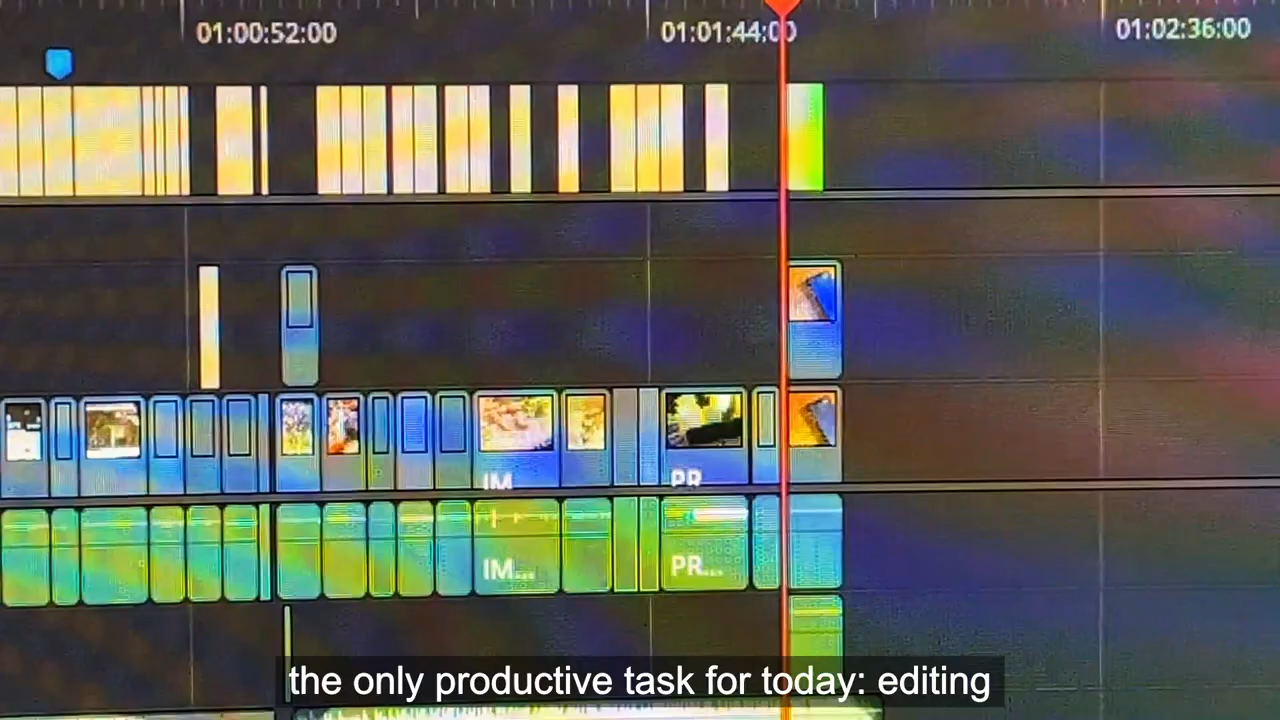 01:00:52:00
01:01:44:00
01:02:36:00
IM
PR
IM...
PR...
the only productive task for today: editing